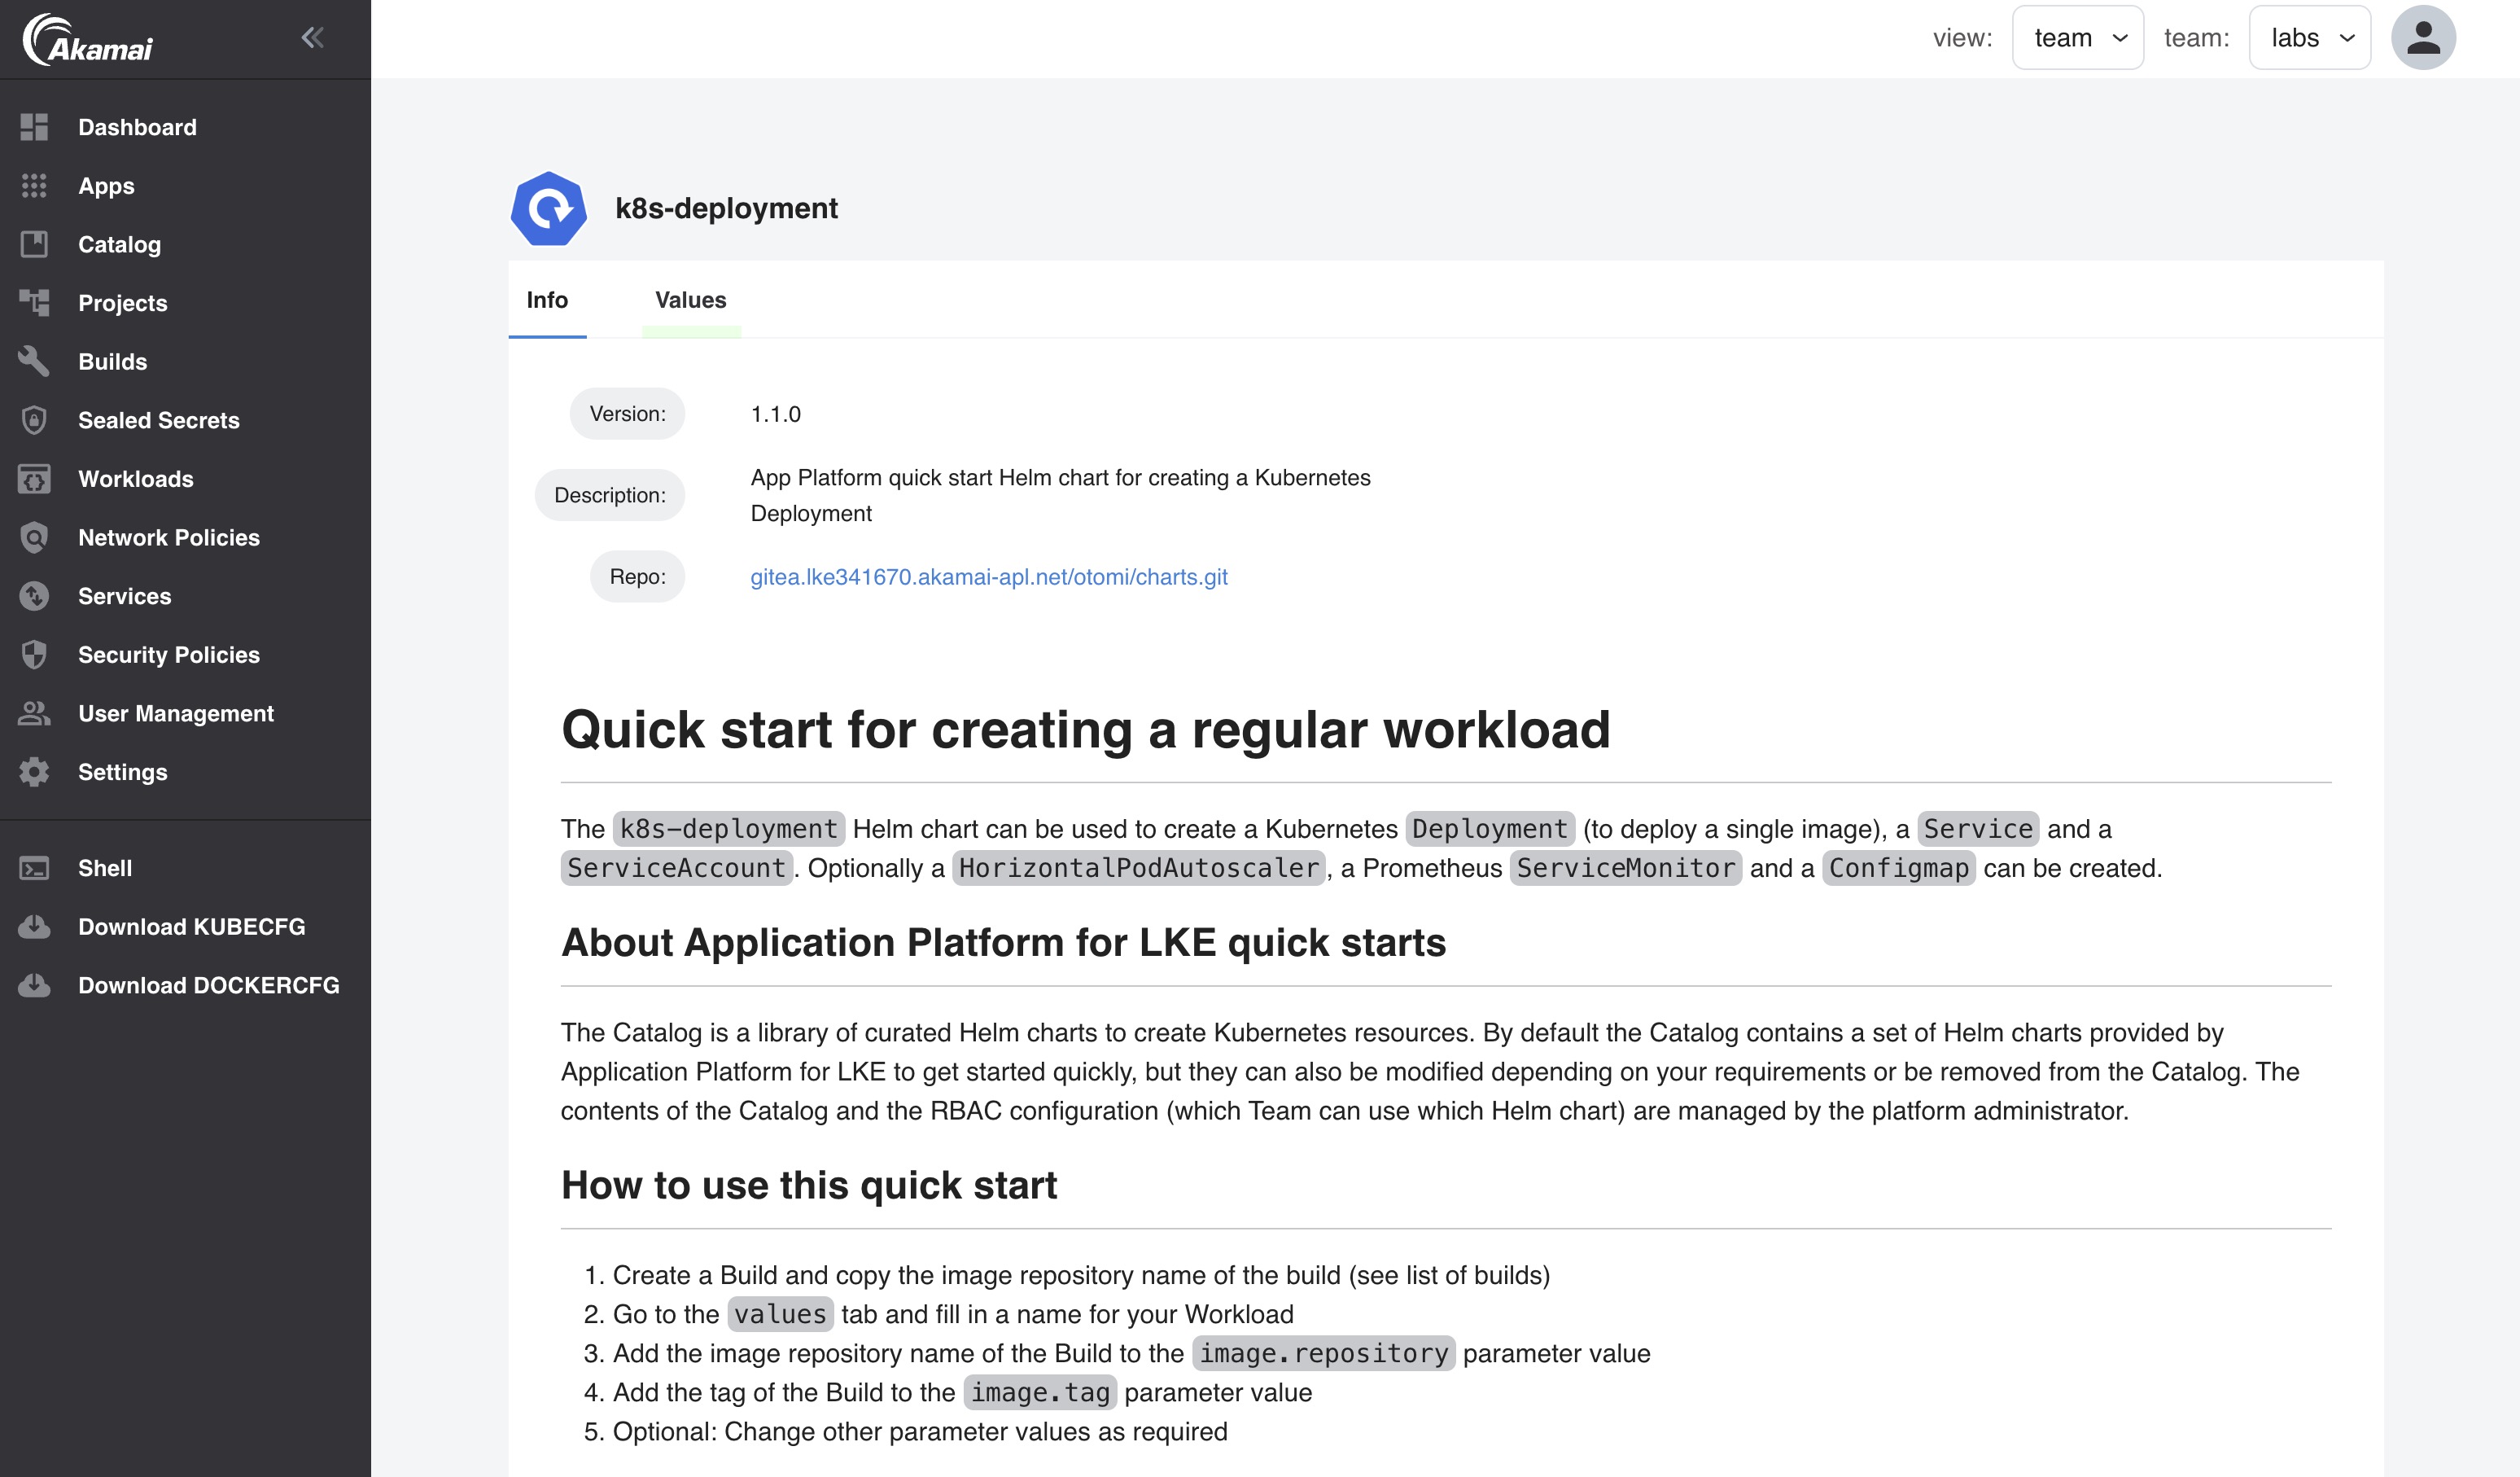 Akamai
view:
team
team:
labs
Dashboard
Apps
Catalog
Projects
Builds
Sealed Secrets
Workloads
Network Policies
Services
Security Policies
User Management
Settings
Shell
Download KUBECFG
Download DOCKERCFG
k8s-deployment
Info
Values
Version:
1.1.0
Description:
App Platform quick start Helm chart for creating a Kubernetes
Deployment
Repo:
gitea.lke341670.akamai-apl.net/otomi/charts.git
Quick start for creating a regular workload
The k8s-deployment Helm chart can be used to create a Kubernetes Deployment (to deploy a single image), a Service and a
ServiceAccount. Optionally a HorizontalPodAutoscaler, a Prometheus ServiceMonitor and a Configmap can be created.
About Application Platform for LKE quick starts
The Catalog is a library of curated Helm charts to create Kubernetes resources. By default the Catalog contains a set of Helm charts provided by
Application Platform for LKE to get started quickly, but they can also be modified depending on your requirements or be removed from the Catalog. The
contents of the Catalog and the RBAC configuration (which Team can use which Helm chart) are managed by the platform administrator.
How to use this quick start
1. Create a Build and copy the image repository name of the build (see list of builds)
2. Go to the values tab and fill in a name for your Workload
3. Add the image repository name of the Build to the image.repository parameter value
4. Add the tag of the Build to the image.tag parameter value
5. Optional: Change other parameter values as required